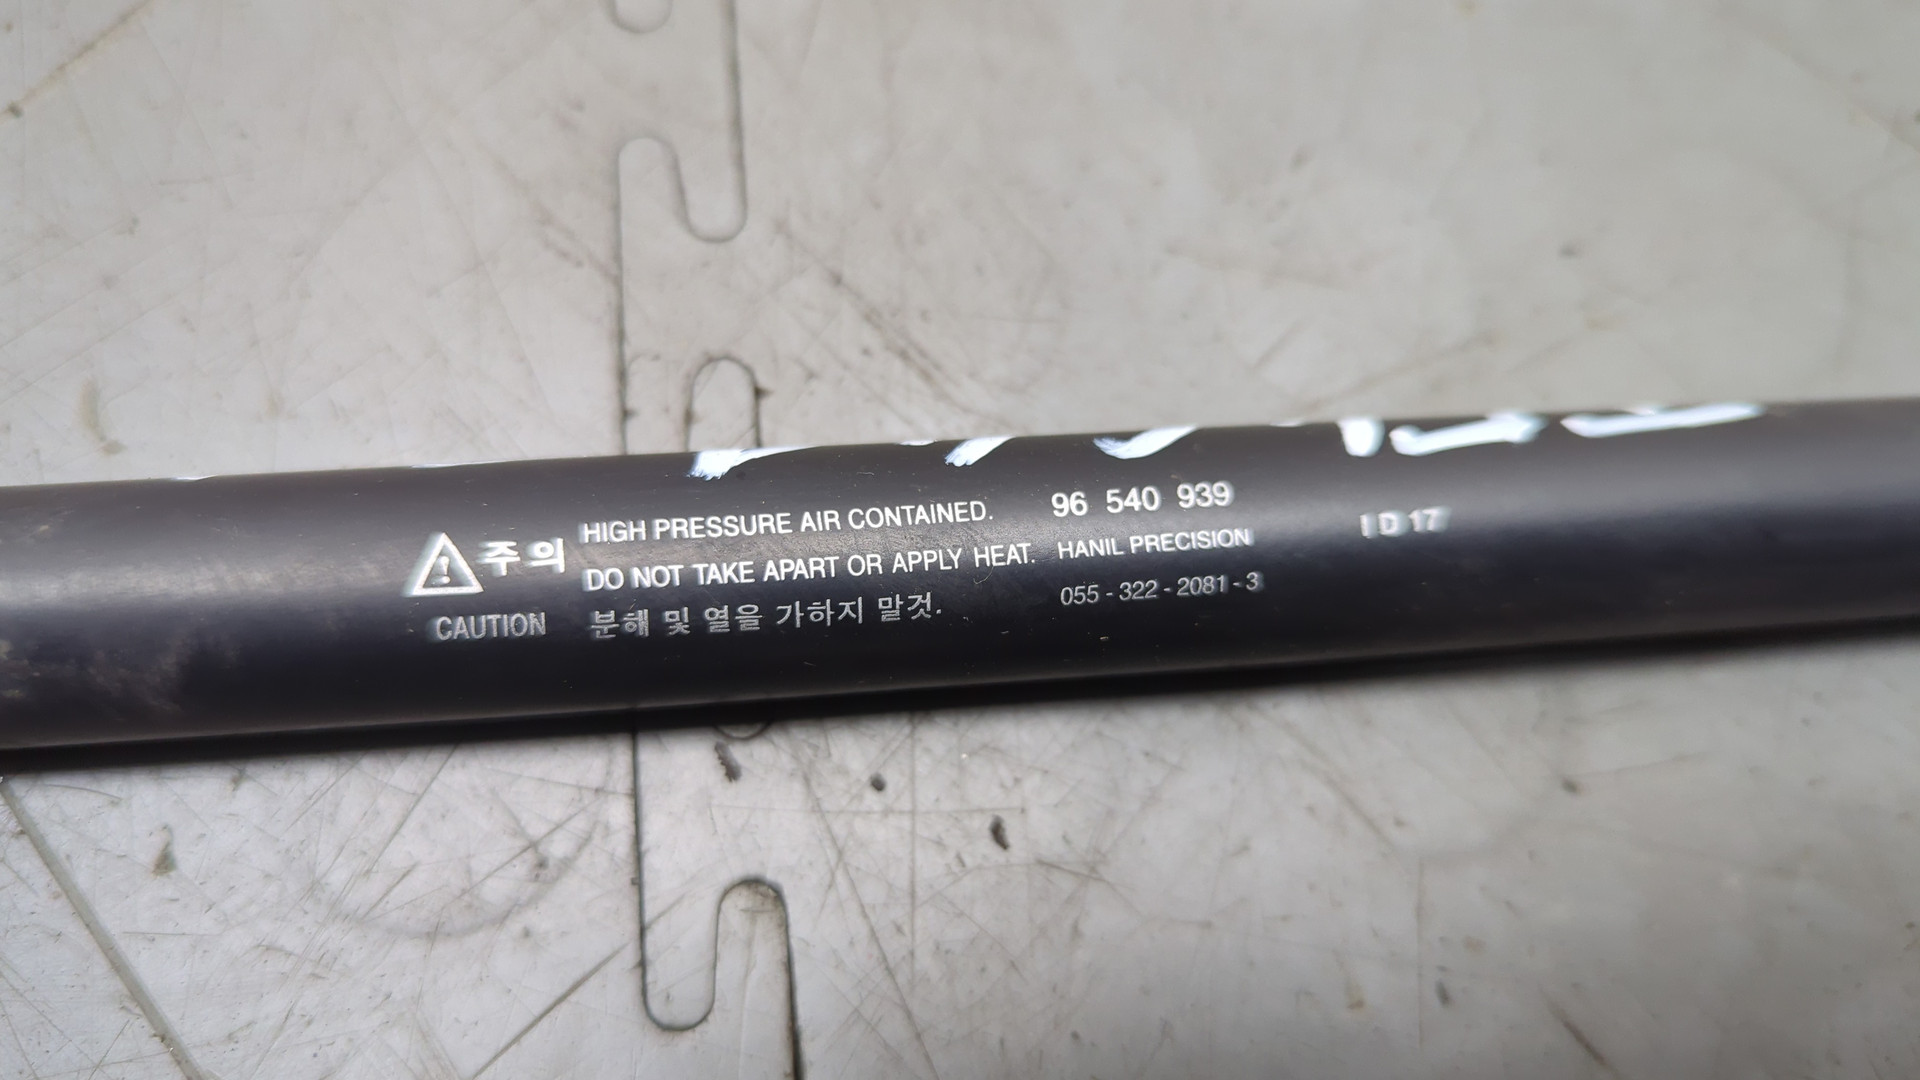 주의
CAUTION
HIGH PRESSURE AIR CONTAINED.
DO NOT TAKE APART OR APPLY HEAT.
분해 및 열을 가하지 말것.
96 540 939
HANIL PRECISION
055 - 322 - 2081 - 3
I D 17